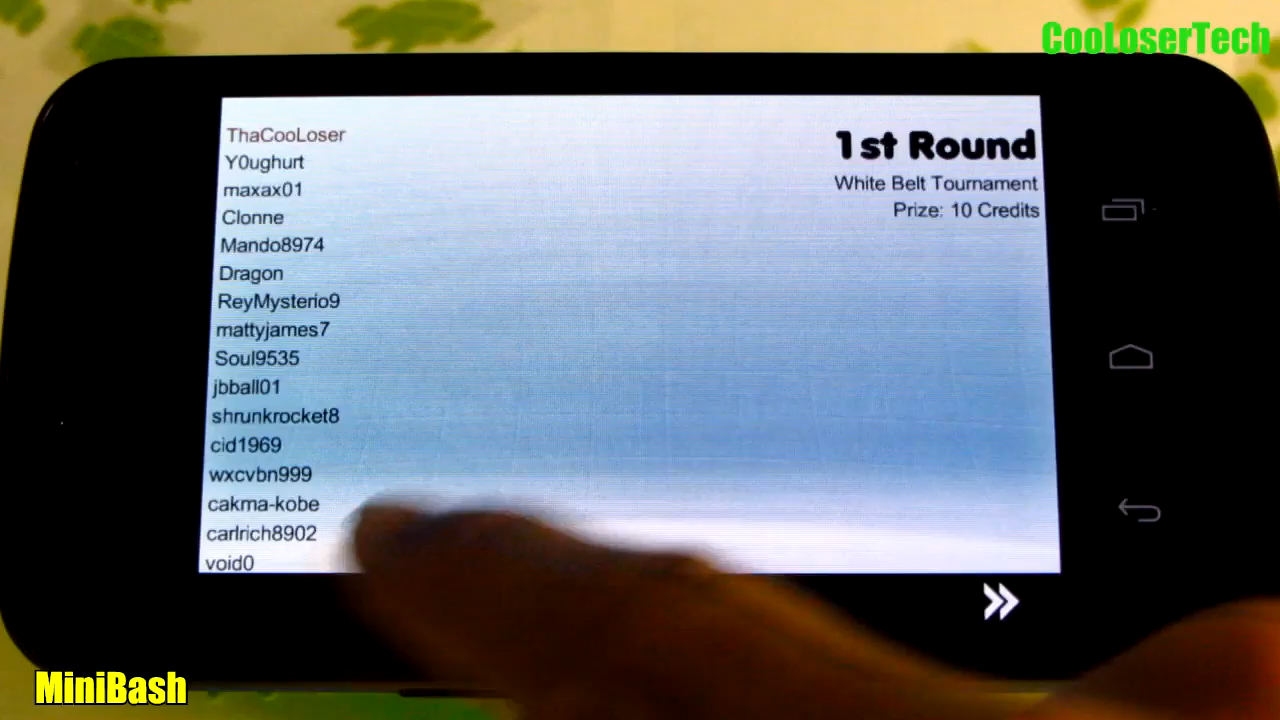 CooLoserTech
ThaCooLoser
Y0ughurt
maxax01
Clonne
Mando8974
Dragon
ReyMysterio9
mattyjames7
Soul9535
jbball01
shrunkrocket8
cid1969
wxcvbn999
cakma-kobe
carlrich8902
void0
1st Round
White Belt Tournament
Prize: 10 Credits
MiniBash